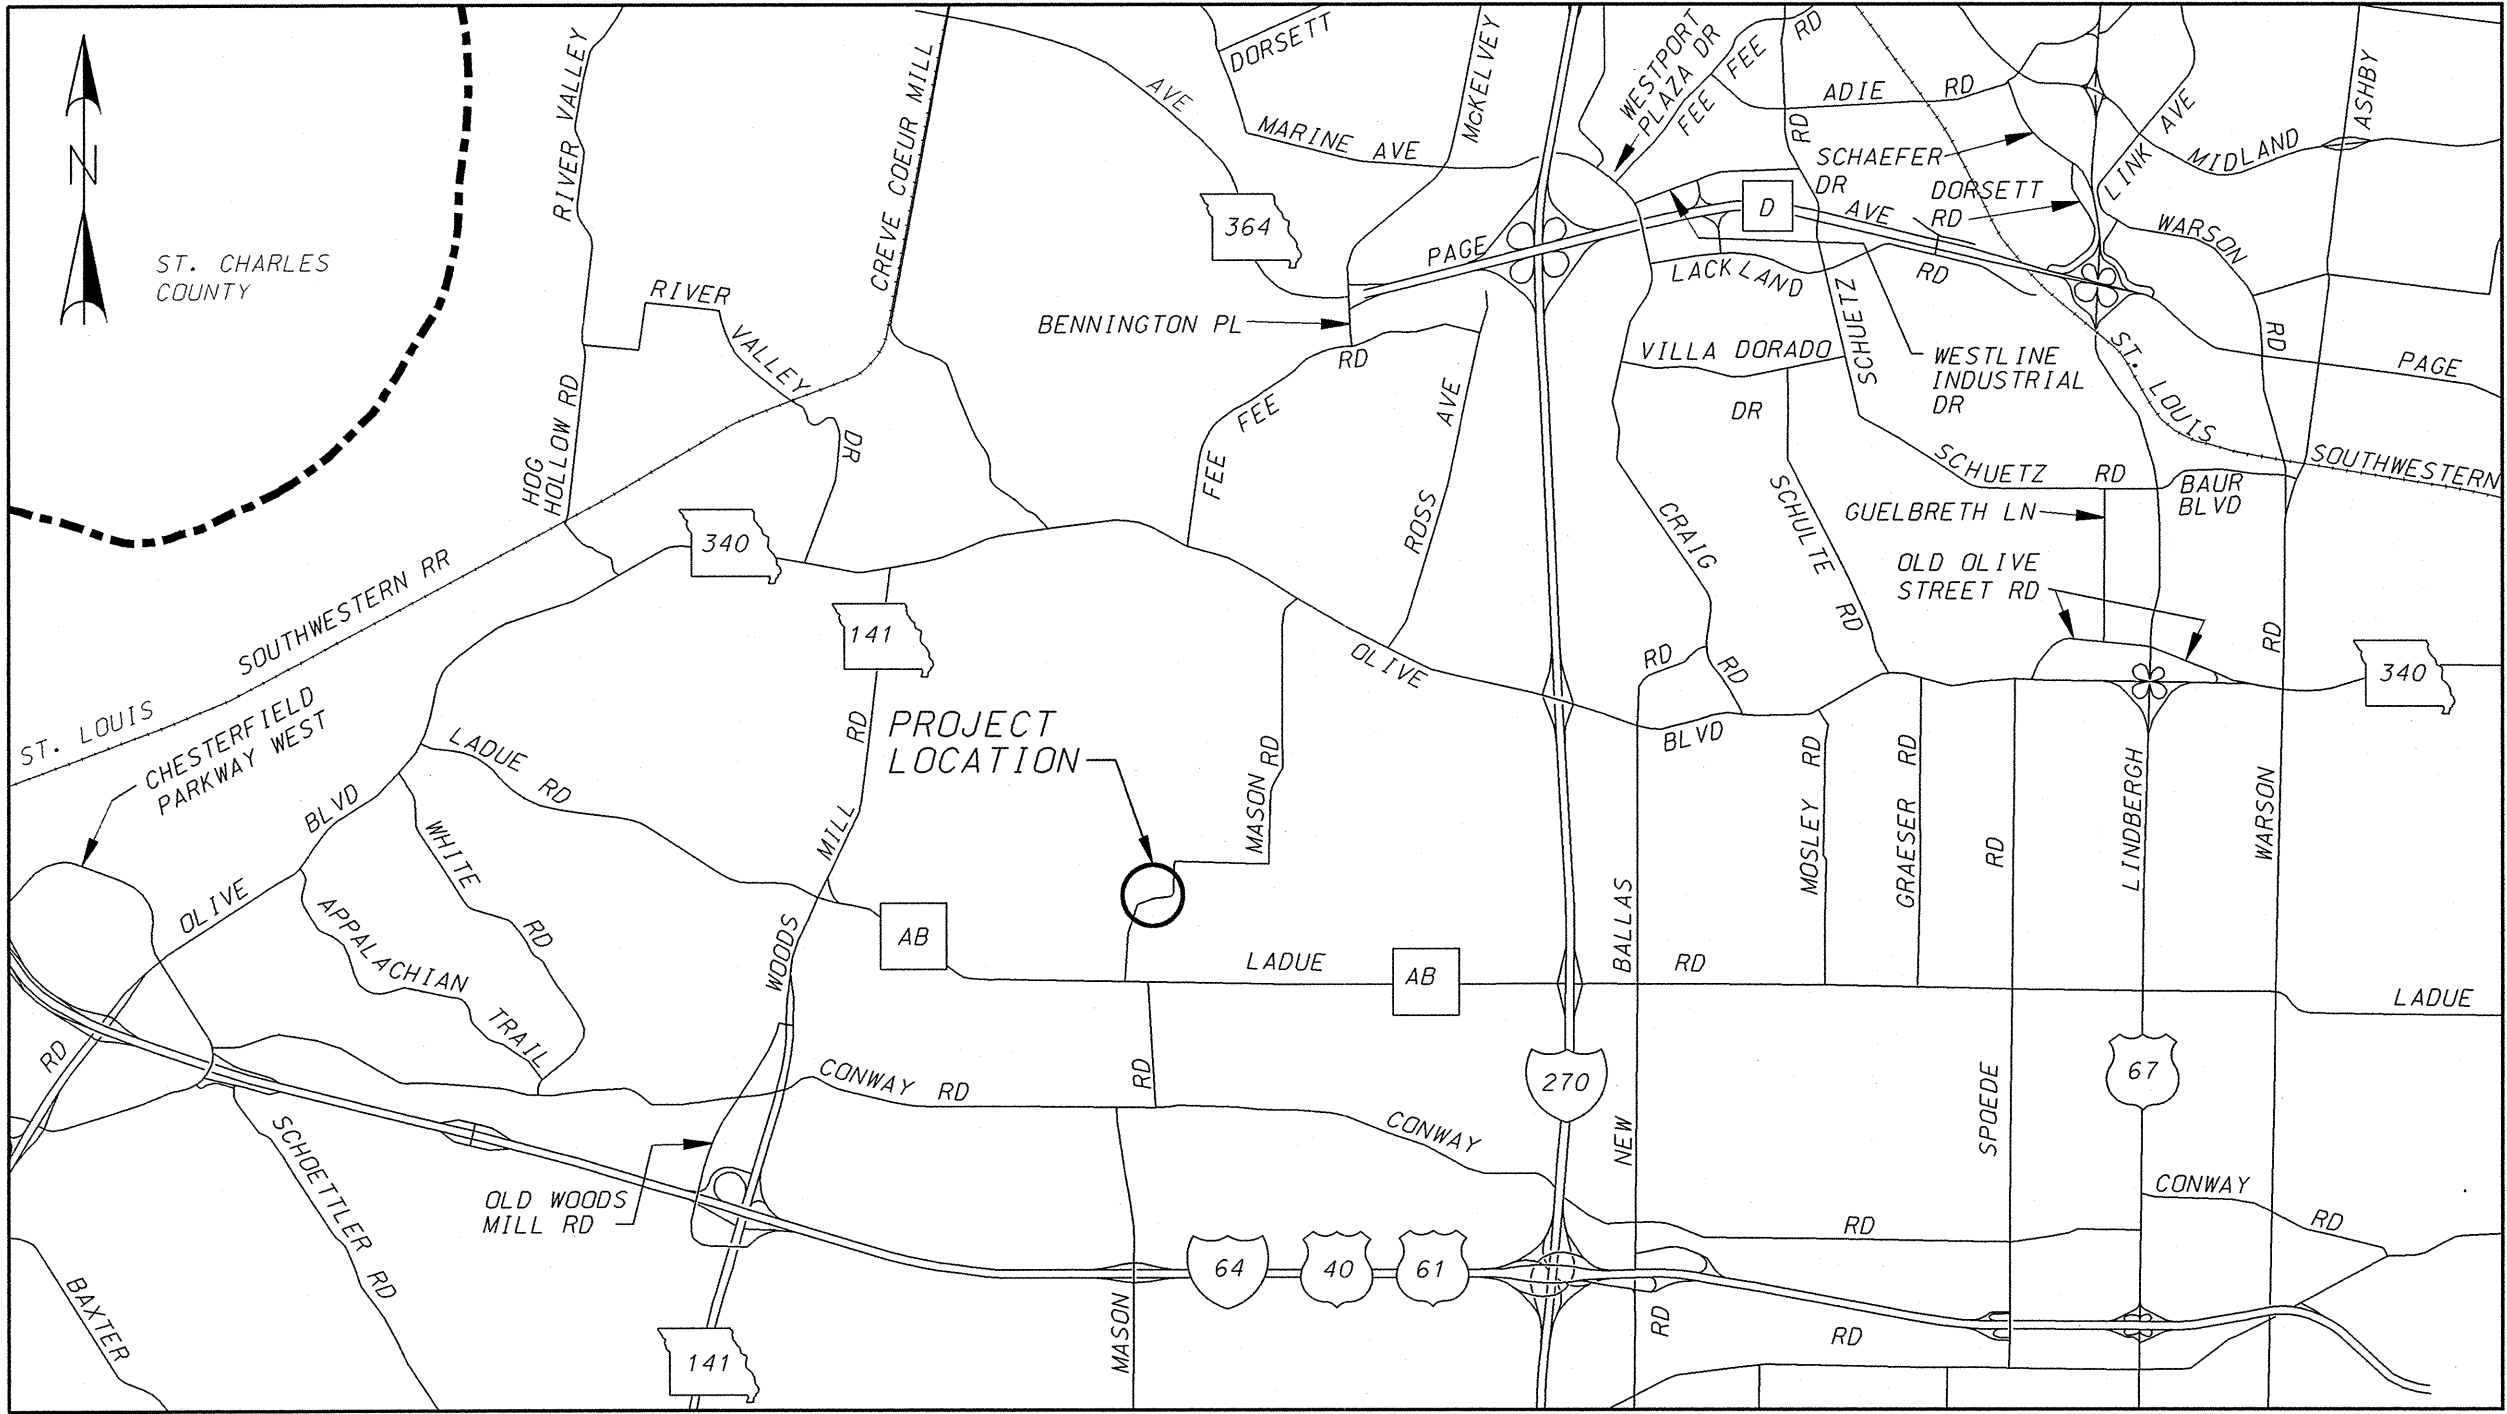 N
ST. CHARLES
COUNTY
RIVER VALLEY
CREVE COEUR MILL
AVE
DORSETT
MARINE AVE
McKELVEY
WESTPORT
PLAZA DR
FEE RD
FEE
ADIE RD
RD
SCHAEFER
DR
DORSETT
RD
LINK AVE
MIDLAND
ASHBY
WARSON
RD
364
D
PAGE
AVE
LACKLAND
RD
SCHUETZ
WESTLINE
INDUSTRIAL
DR
RIVER
VALLEY
DR
BENNINGTON PL
RD
FEE
FEE
ROSS AVE
VILLA DORADO
DR
ST. LOUIS
SOUTHWESTERN
PAGE
HOG
HOLLOW RD
SCHUETZ RD
BAUR
BLVD
GUELBRETH LN
OLD OLIVE
STREET RD
CRAIG
RD
SCHULTE RD
340
141
ST. LOUIS SOUTHWESTERN RR
CHESTERFIELD
PARKWAY WEST
LADUE RD
PROJECT
LOCATION
OLIVE
BLVD
RD
340
RD
MASON RD
MOSLEY RD
GRAESER RD
RD
LINDBERGH
WARSON
RD
MILL
WOODS
OLIVE BLVD
WHITE RD
APPALACHIAN
TRAIL
AB
LADUE
AB
RD
BALLAS
LADUE
RD
CONWAY RD
RD
270
NEW
SPOEDE
67
CONWAY
CONWAY
RD
RD
SCHOETTLER RD
OLD WOODS
MILL RD
64
40
61
RD
RD
BAXTER
141
MASON